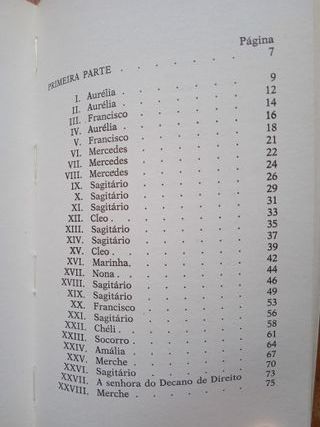 Página
PRIMEIRA PARTE . . . . . . 7
I. Aurélia . . . . . . 9
II. Aurélia . . . . . . 12
III. Francisco . . . . . . 14
IV. Aurélia . . . . . . 16
V. Francisco . . . . . . 18
VI. Mercedes . . . . . . 21
VII. Mercedes . . . . . . 22
VIII. Mercedes . . . . . . 24
IX. Sagitário . . . . . . 26
X. Sagitário . . . . . . 29
XI. Sagitário . . . . . . 31
XII. Cleo . . . . . . 33
XIII. Sagitário . . . . . . 35
XIV. Sagitário . . . . . . 37
XV. Cleo . . . . . . 39
XVI. Marinha . . . . . . 42
XVII. Nona . . . . . . 44
XVIII. Sagitário . . . . . . 46
XIX. Sagitário . . . . . . 49
XX. Francisco . . . . . . 53
XXI. Sagitário . . . . . . 56
XXII. Chéli . . . . . . 58
XXIII. Socorro . . . . . . 61
XXIV. Amália . . . . . . 64
XXV. Merche . . . . . . 67
XXVI. Sagitário . . . . . . 70
XXVII. A senhora do Decano de Direito 73
XXVIII. Merche . . . . . . 75